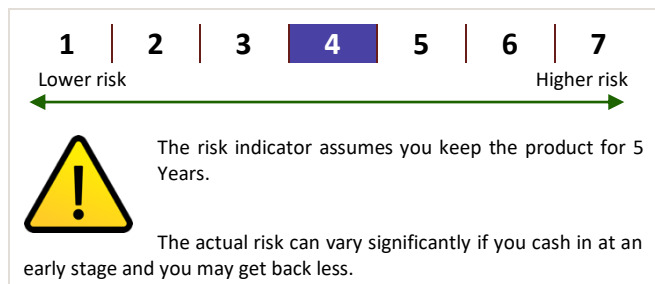 1 2 3 4 5 6 7
Lower risk Higher risk
The risk indicator assumes you keep the product for 5
Years.
The actual risk can vary significantly if you cash in at an
early stage and you may get back less.